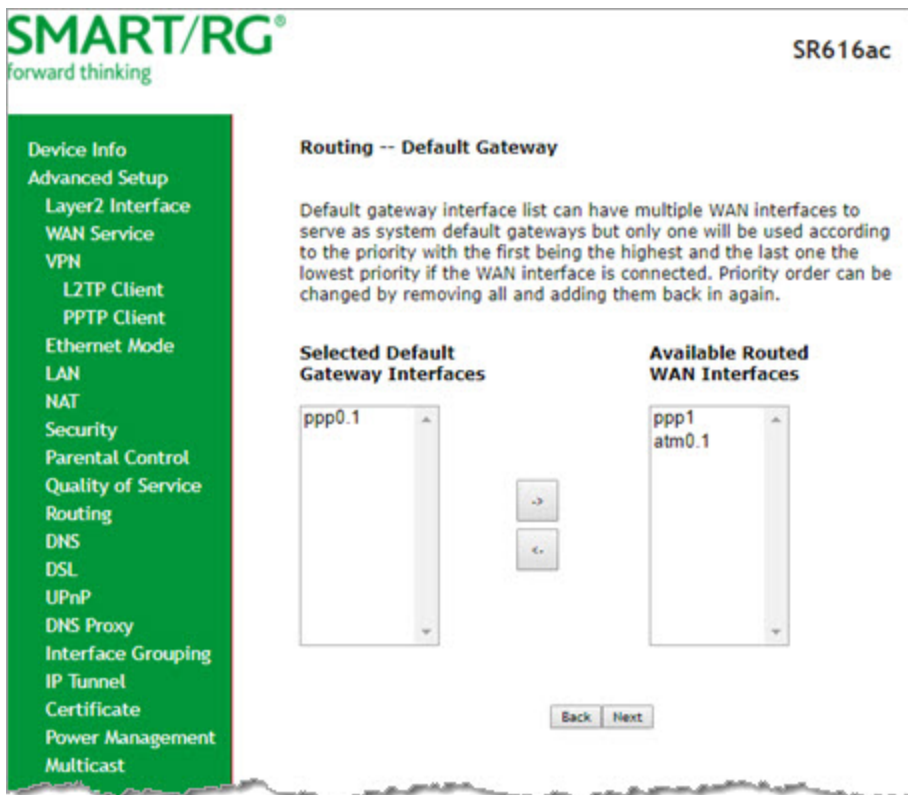 SMART/RG®
forward thinking
SR616ac
Device Info
Advanced Setup
Layer2 Interface
WAN Service
VPN
L2TP Client
PPTP Client
Ethernet Mode
LAN
NAT
Security
Parental Control
Quality of Service
Routing
DNS
DSL
UPnP
DNS Proxy
Interface Grouping
IP Tunnel
Certificate
Power Management
Multicast
Routing -- Default Gateway
Default gateway interface list can have multiple WAN interfaces to
serve as system default gateways but only one will be used according
to the priority with the first being the highest and the last one the
lowest priority if the WAN interface is connected. Priority order can be
changed by removing all and adding them back in again.
Selected Default
Gateway Interfaces
ppp0.1
->
<-
Available Routed
WAN Interfaces
ppp1
atm0.1
Back Next